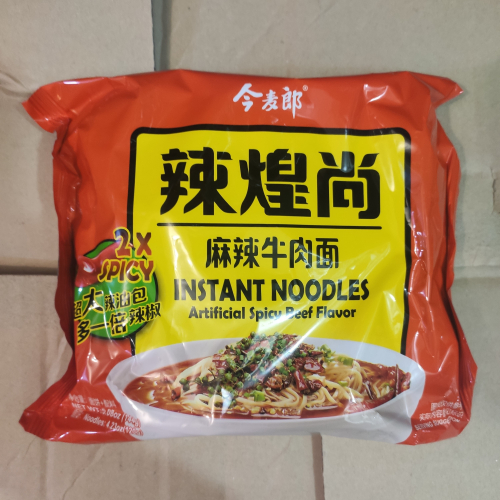 今麦郎®
辣煌尚
麻辣牛肉面
INSTANT NOODLES
Artificial Spicy Beef Flavor
2X
SPICY
超大辣油包
多一倍辣椒